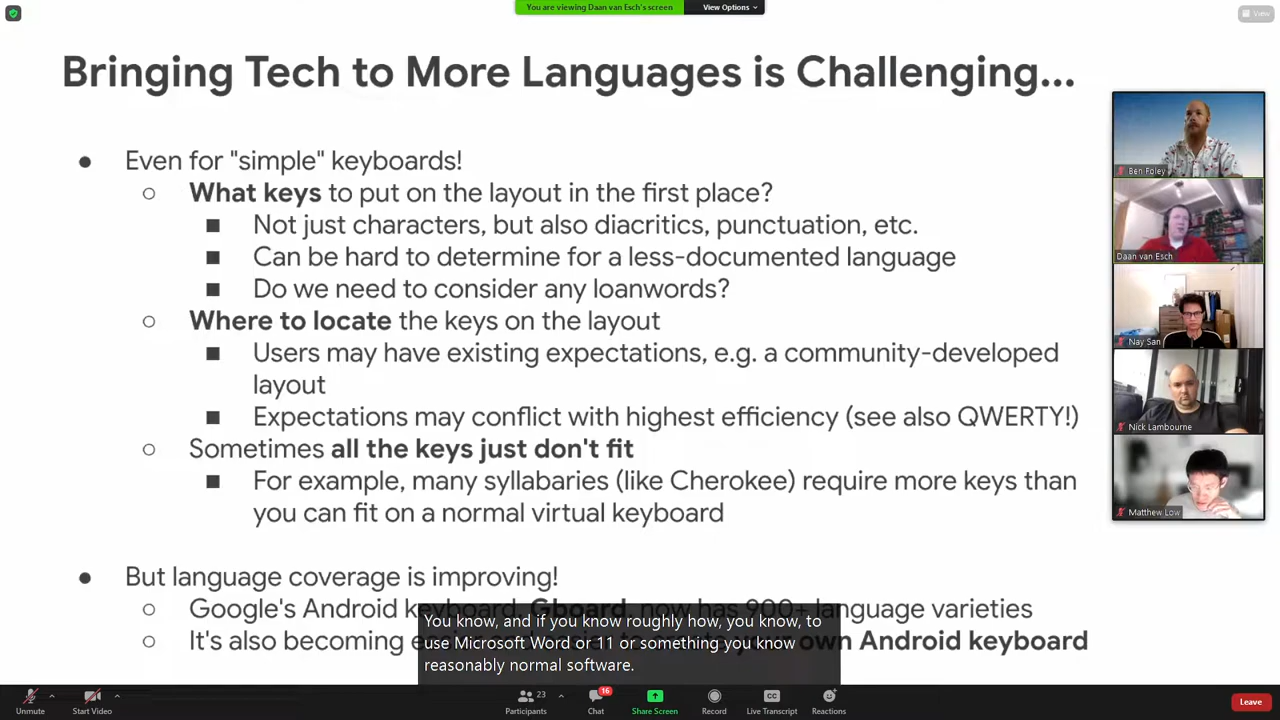 You are viewing Daan van Esch's screen
View Options
View
Bringing Tech to More Languages is Challenging...
● Even for "simple" keyboards!
○ What keys to put on the layout in the first place?
■ Not just characters, but also diacritics, punctuation, etc.
■ Can be hard to determine for a less-documented language
■ Do we need to consider any loanwords?
○ Where to locate the keys on the layout
■ Users may have existing expectations, e.g. a community-developed
layout
■ Expectations may conflict with highest efficiency (see also QWERTY!)
○ Sometimes all the keys just don't fit
■ For example, many syllabaries (like Cherokee) require more keys than
you can fit on a normal virtual keyboard
● But language coverage is improving!
○ Google's Android keyboard, Gboard, now has 900+ language varieties
○ It's also becoming own Android keyboard
You know, and if you know roughly how, you know, to
use Microsoft Word or 11 or something you know
reasonably normal software.
Ben Foley
Daan van Esch
Nay San
Nick Lambourne
Matthew Low
Unmute
Start Video
23
Participants
16
Chat
Share Screen
Record
CC
Live Transcript
Reactions
Leave